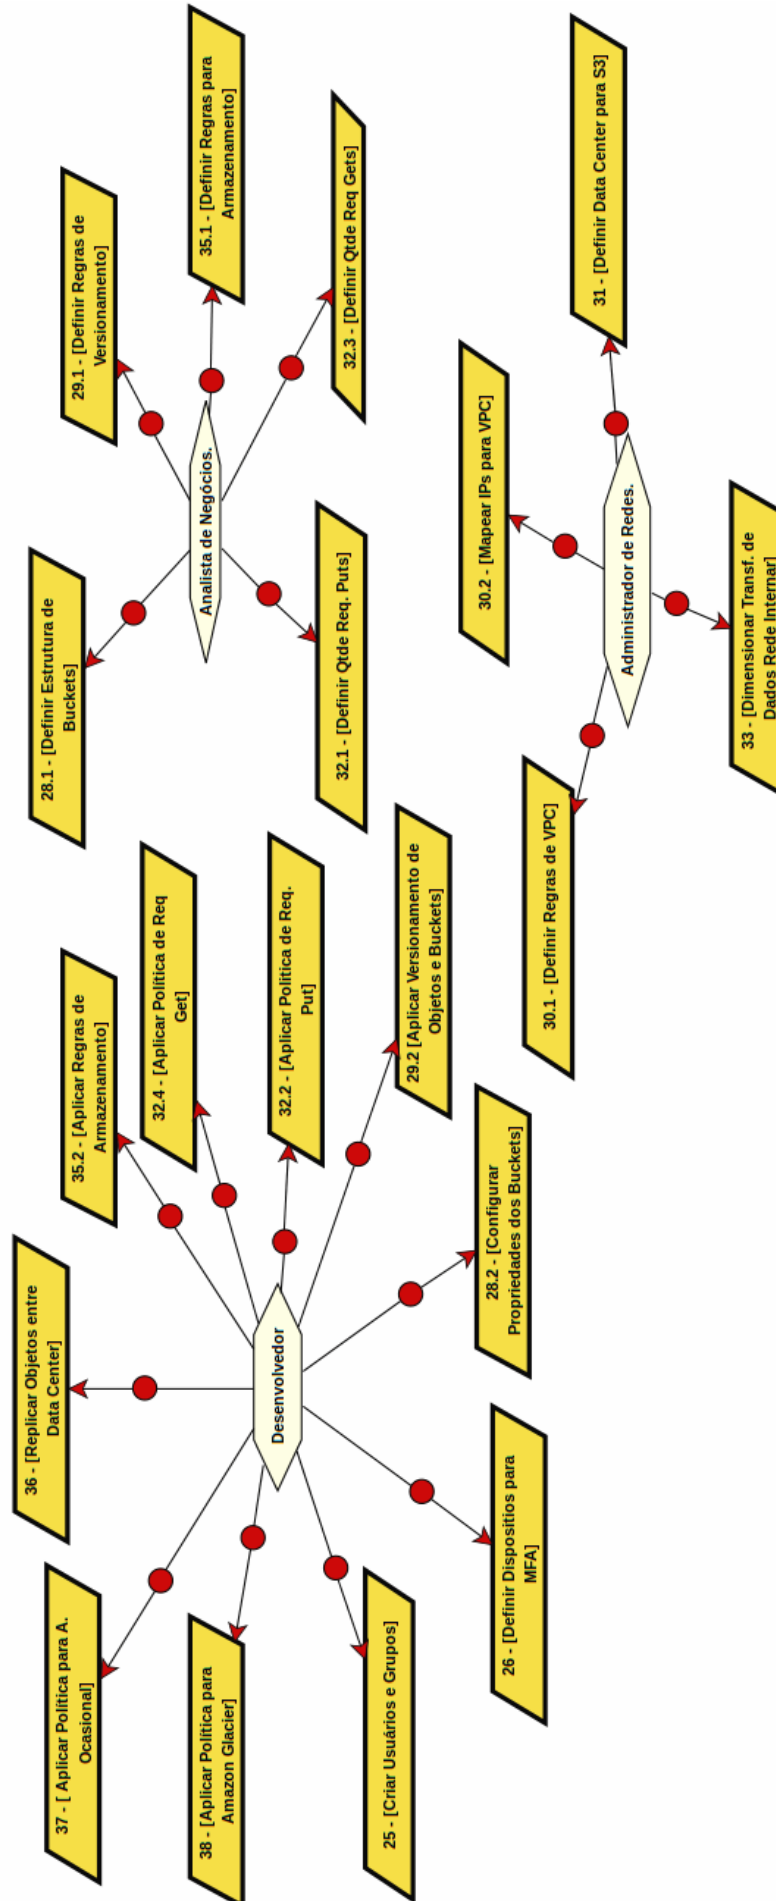 37 - [ Aplicar Política para A.
Ocasional]
36 - [Replicar Objetos entre
Data Center]
35.2 - [Aplicar Regras de
Armazenamento]
32.4 - [Aplicar Política de Req
Get]
38 - [Aplicar Política para
Amazon Glacier]
Desenvolvedor
32.2 - [Aplicar Política de Req.
Put]
25 - [Criar Usuários e Grupos]
29.2 [Aplicar Versionamento de
Objetos e Buckets]
28.2 - [Configurar
Propriedades dos Buckets]
26 - [Definir Dispositios para
MFA]
28.1 - [Definir Estrutura de
Buckets]
29.1 - [Definir Regras de
Versionamento]
Analista de Negócios.
35.1 - [Definir Regras para
Armazenamento]
32.1 - [Definir Qtde Req. Puts]
32.3 - [Definir Qtde Req Gets]
30.2 - [Mapear IPs para VPC]
30.1 - [Definir Regras de VPC]
31 - [Definir Data Center para S3]
Administrador de Redes.
33 - [Dimensionar Transf. de
Dados Rede Internar]